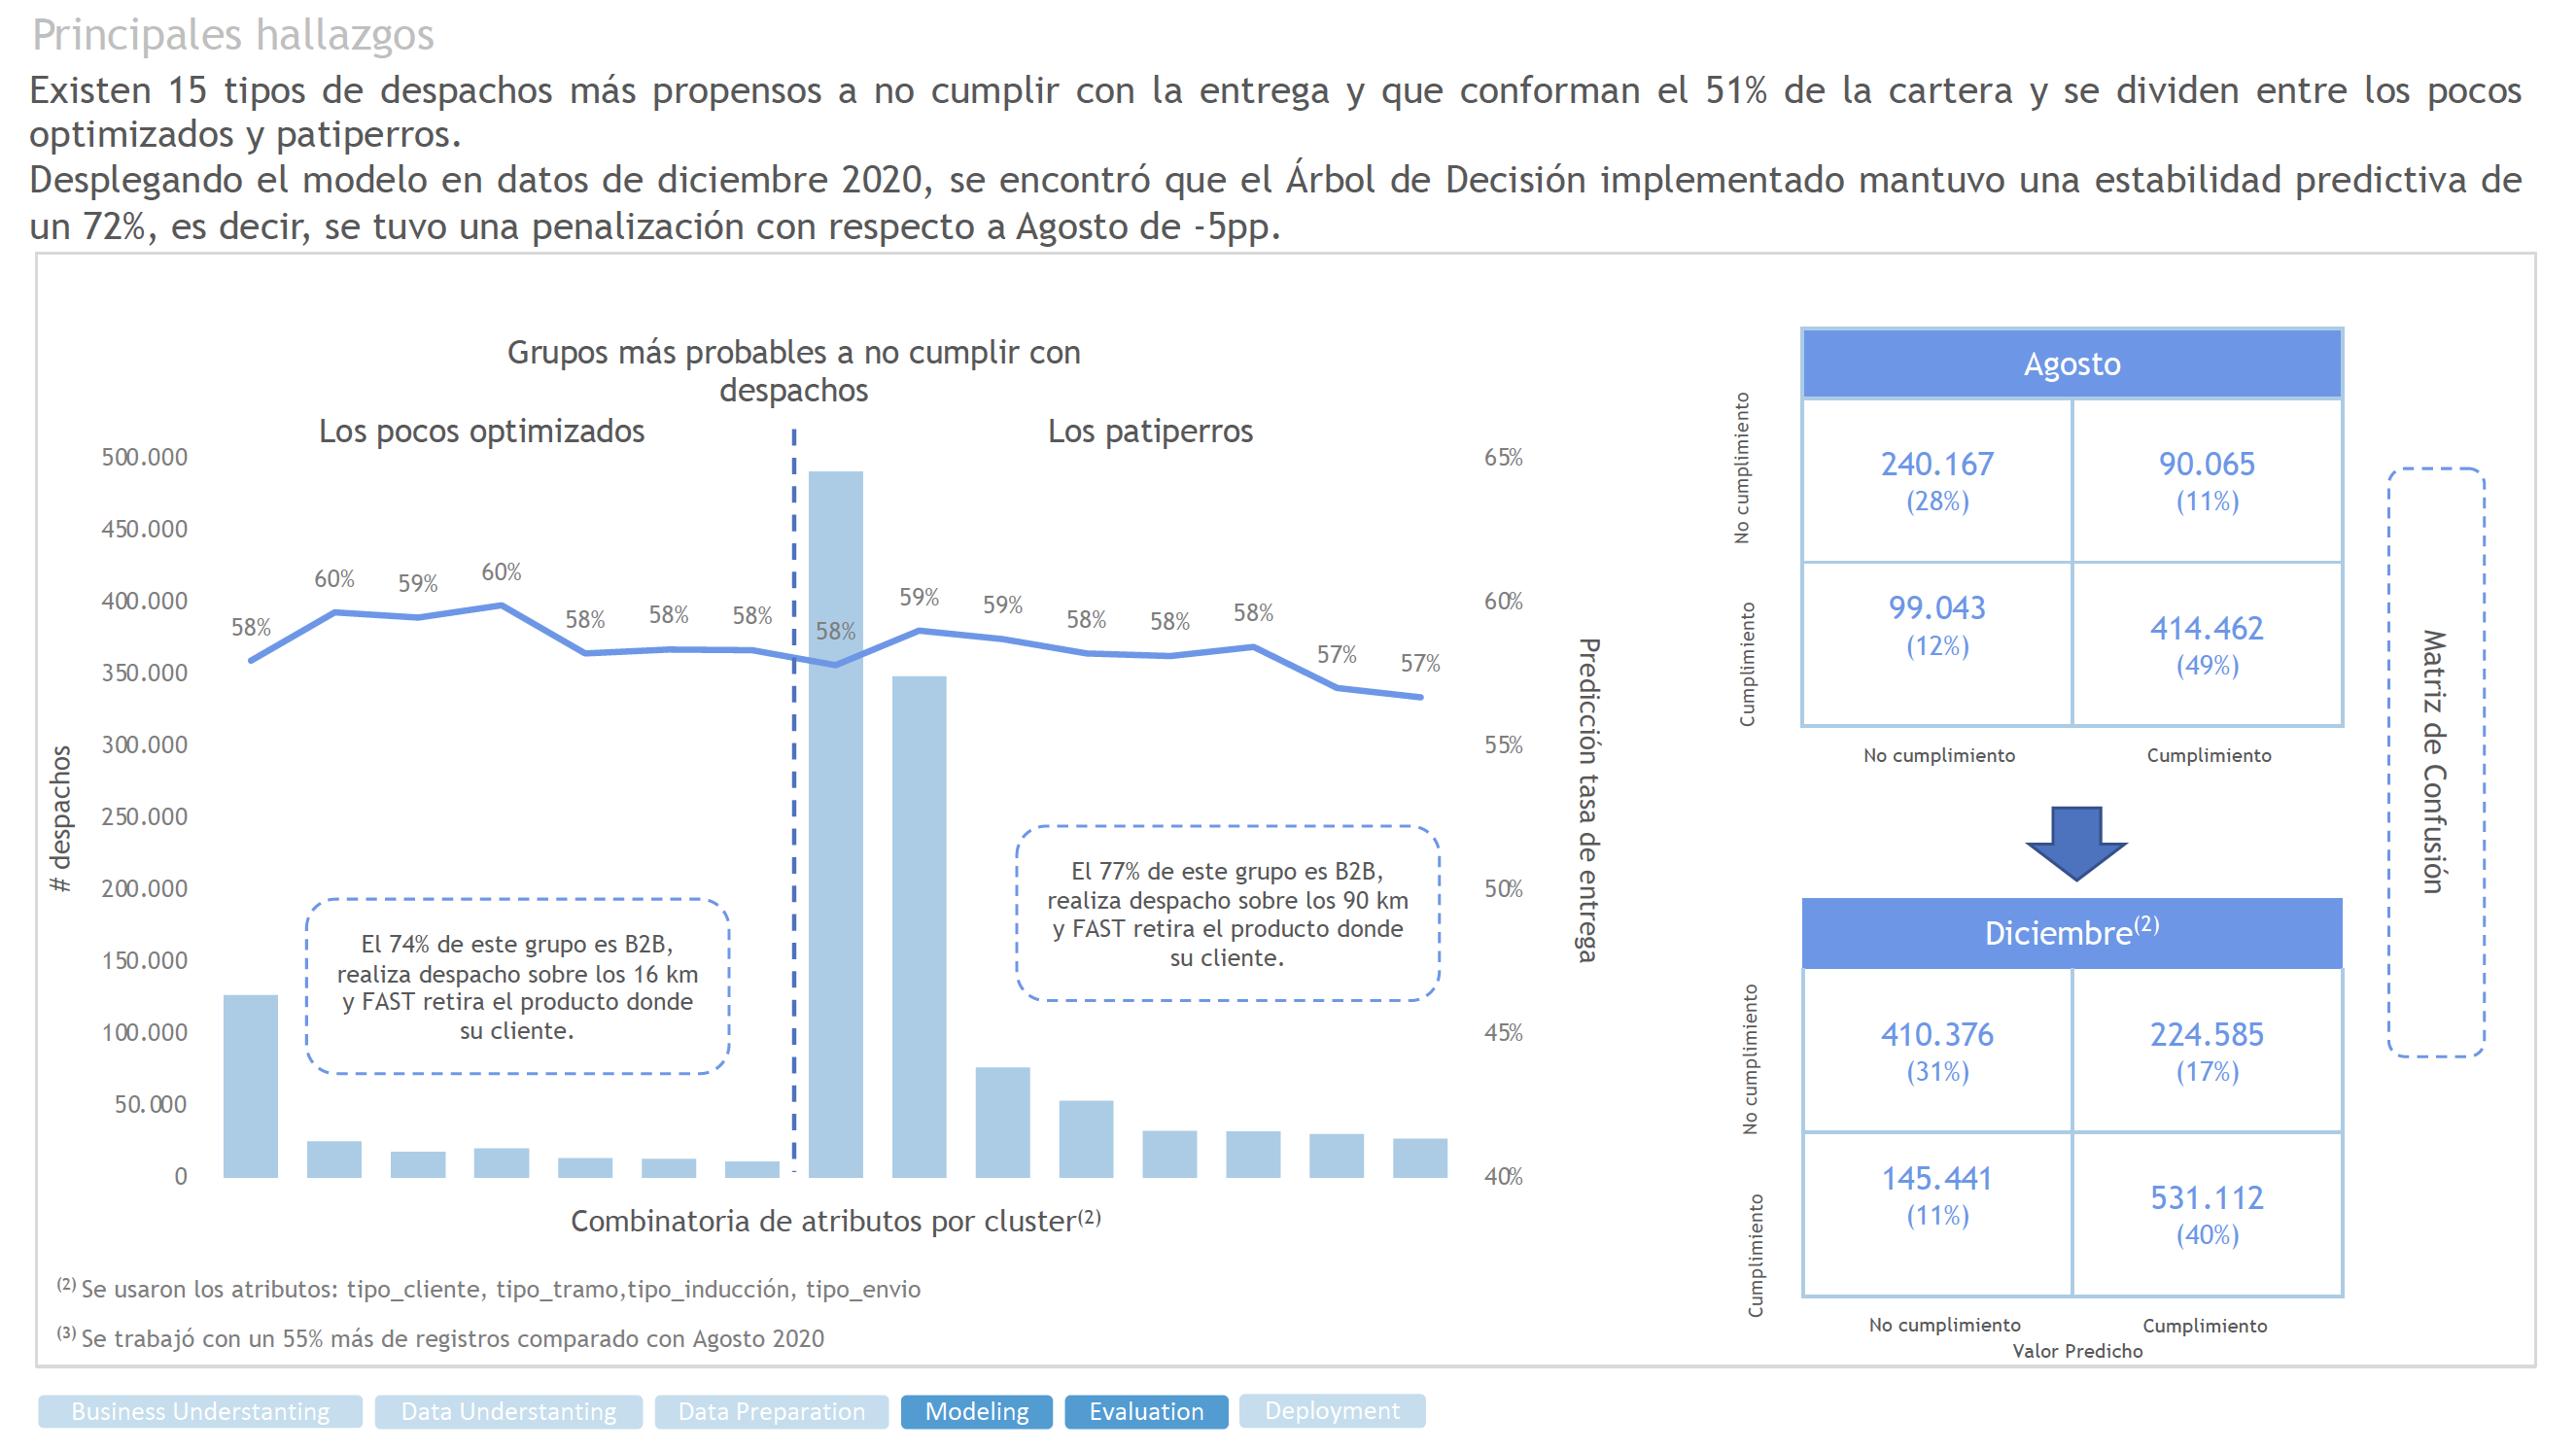 Principales hallazgos
Existen 15 tipos de despachos más propensos a no cumplir con la entrega y que conforman el 51% de la cartera y se dividen entre los pocos
optimizados y patiperros.
Desplegando el modelo en datos de diciembre 2020, se encontró que el Árbol de Decisión implementado mantuvo una estabilidad predictiva de
un 72%, es decir, se tuvo una penalización con respecto a Agosto de -5pp.
Grupos más probables a no cumplir con
despachos
Los pocos optimizados
Los patiperros
# despachos
500.000
450.000
400.000
350.000
300.000
250.000
200.000
150.000
100.000
50.000
0
58%
60%
59%
60%
58%
58%
58%
58%
59%
59%
58%
58%
58%
57%
57%
65%
60%
55%
50%
45%
40%
Predicción tasa de entrega
El 74% de este grupo es B2B,
realiza despacho sobre los 16 km
y FAST retira el producto donde
su cliente.
El 77% de este grupo es B2B,
realiza despacho sobre los 90 km
y FAST retira el producto donde
su cliente.
Combinatoria de atributos por cluster(2)
(2) Se usaron los atributos: tipo_cliente, tipo_tramo,tipo_inducción, tipo_envio
(3) Se trabajó con un 55% más de registros comparado con Agosto 2020
Agosto
No cumplimiento
240.167
(28%)
90.065
(11%)
Cumplimiento
99.043
(12%)
414.462
(49%)
No cumplimiento
Cumplimiento
Diciembre(2)
No cumplimiento
410.376
(31%)
224.585
(17%)
Cumplimiento
145.441
(11%)
531.112
(40%)
No cumplimiento
Cumplimiento
Valor Predicho
Matriz de Confusión
Business Understanting
Data Understanting
Data Preparation
Modeling
Evaluation
Deployment